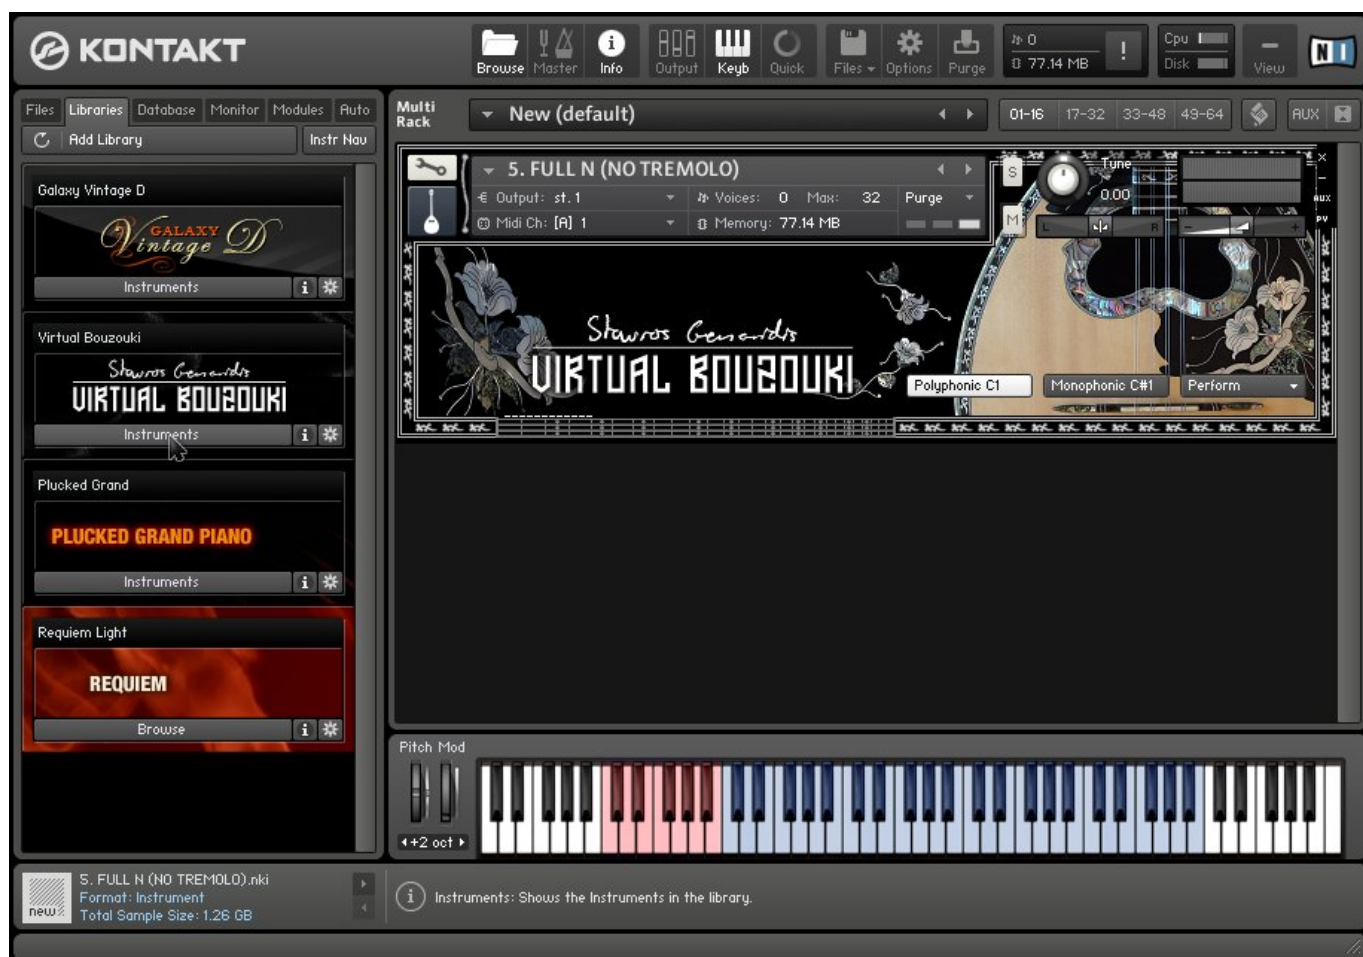 KONTAKT
Browse Master Info Output Keyb Quick Files Options Purge
0
77.14 MB
!
Cpu
Disk
View
NI
Files Libraries Database Monitor Modules Auto
Add Library Instr Nav
Galaxy Vintage D
GALAXY
Vintage D
Instruments
Virtual Bouzouki
VIRTUAL BOUZOUKI
Instruments
Plucked Grand
PLUCKED GRAND PIANO
Instruments
Requiem Light
REQUIEM
Browse
Multi
Rack
New (default)
01-16 17-32 33-48 49-64
AUX
5. FULL N (NO TREMOLO)
Output: st.1 Voices: 0 Max: 32 Purge
Midi Ch: [A] 1 Memory: 77.14 MB
S
M
Tune
0.00
L R
- +
×
-
AUX
PV
VIRTUAL BOUZOUKI
Polyphonic C1 Monophonic C#1 Perform
Pitch Mod
+2 oct
new
5. FULL N (NO TREMOLO).nki
Format: Instrument
Total Sample Size: 1.26 GB
i Instruments: Shows the Instruments in the library.